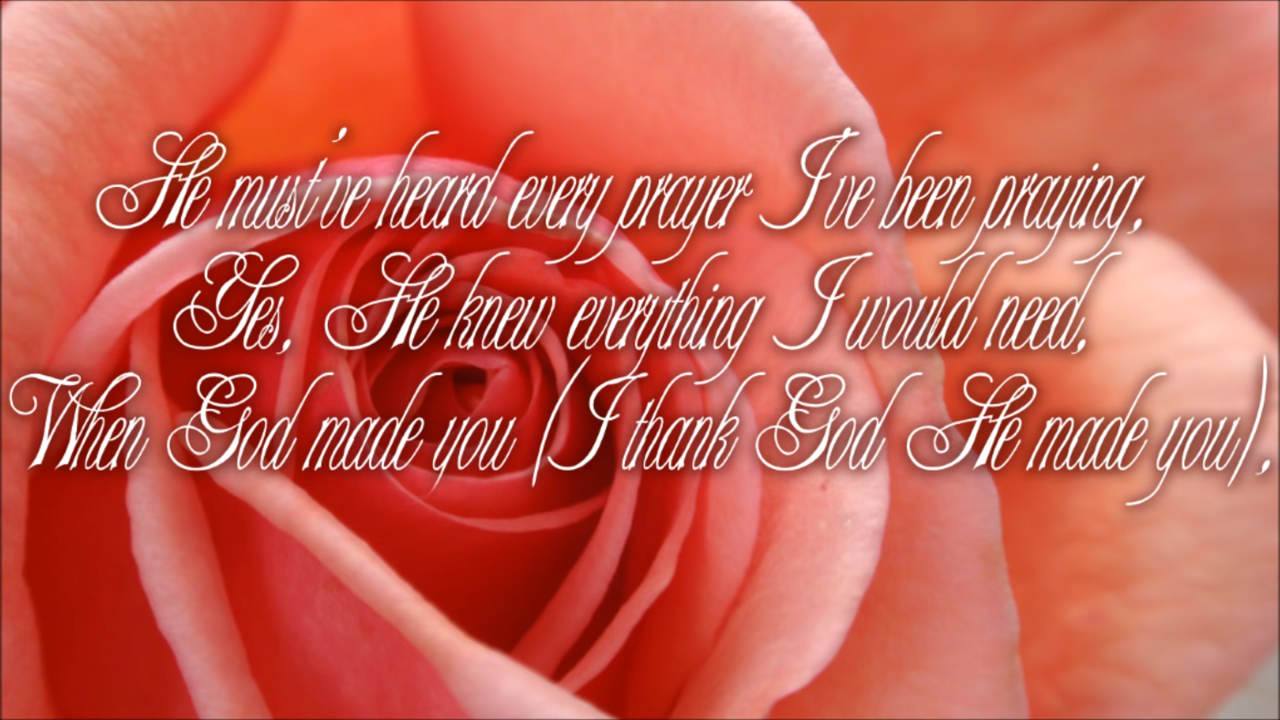 He must've heard every prayer I've been praying,
Yes, He knew everything I would need,
When God made you (I thank God He made you),